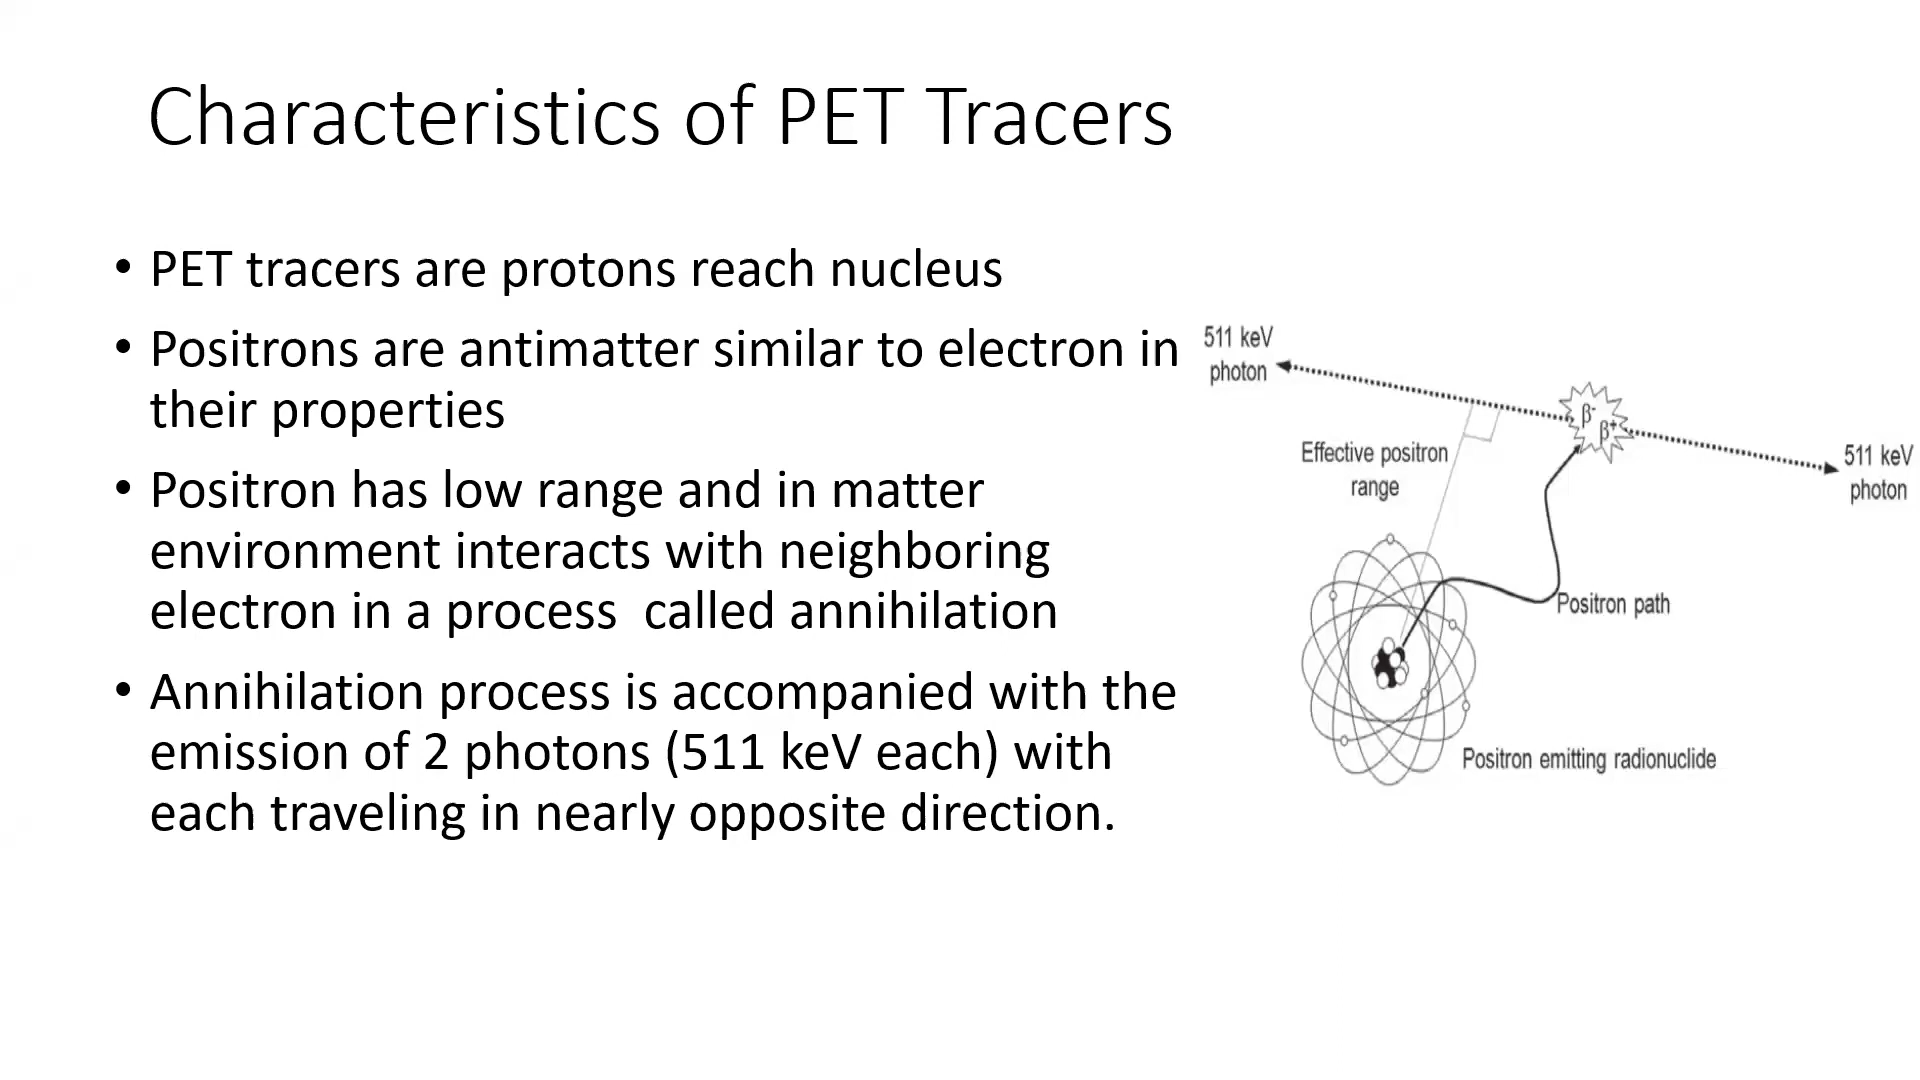 Characteristics of PET Tracers
• PET tracers are protons reach nucleus
• Positrons are antimatter similar to electron in
their properties
• Positron has low range and in matter
environment interacts with neighboring
electron in a process  called annihilation
• Annihilation process is accompanied with the
emission of 2 photons (511 keV each) with
each traveling in nearly opposite direction.
511 keV
photon
β-
β+
Effective positron
range
511 keV
photon
Positron path
Positron emitting radionuclide